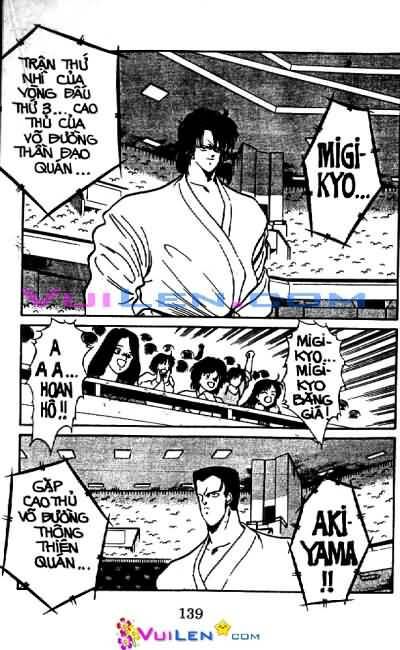 TRẬN THỨ
NHÌ CỦA
VÒNG ĐẤU
THỨ 3... CAO
THỦ CỦA
VÕ ĐƯỜNG
THẦN ĐẠO
QUÁN...
MIGI-
KYO...
VUILEN.COM
A
A A...
HOAN
HÔ!!
MIGI-
KYO...
MIGI-
KYO
BĂNG
GIÁ!
GẶP
CAO THỦ
VÕ ĐƯỜNG
THÔNG
THIỆN
QUÁN...
AKI-
YAMA
!!
139
VUILEN.COM